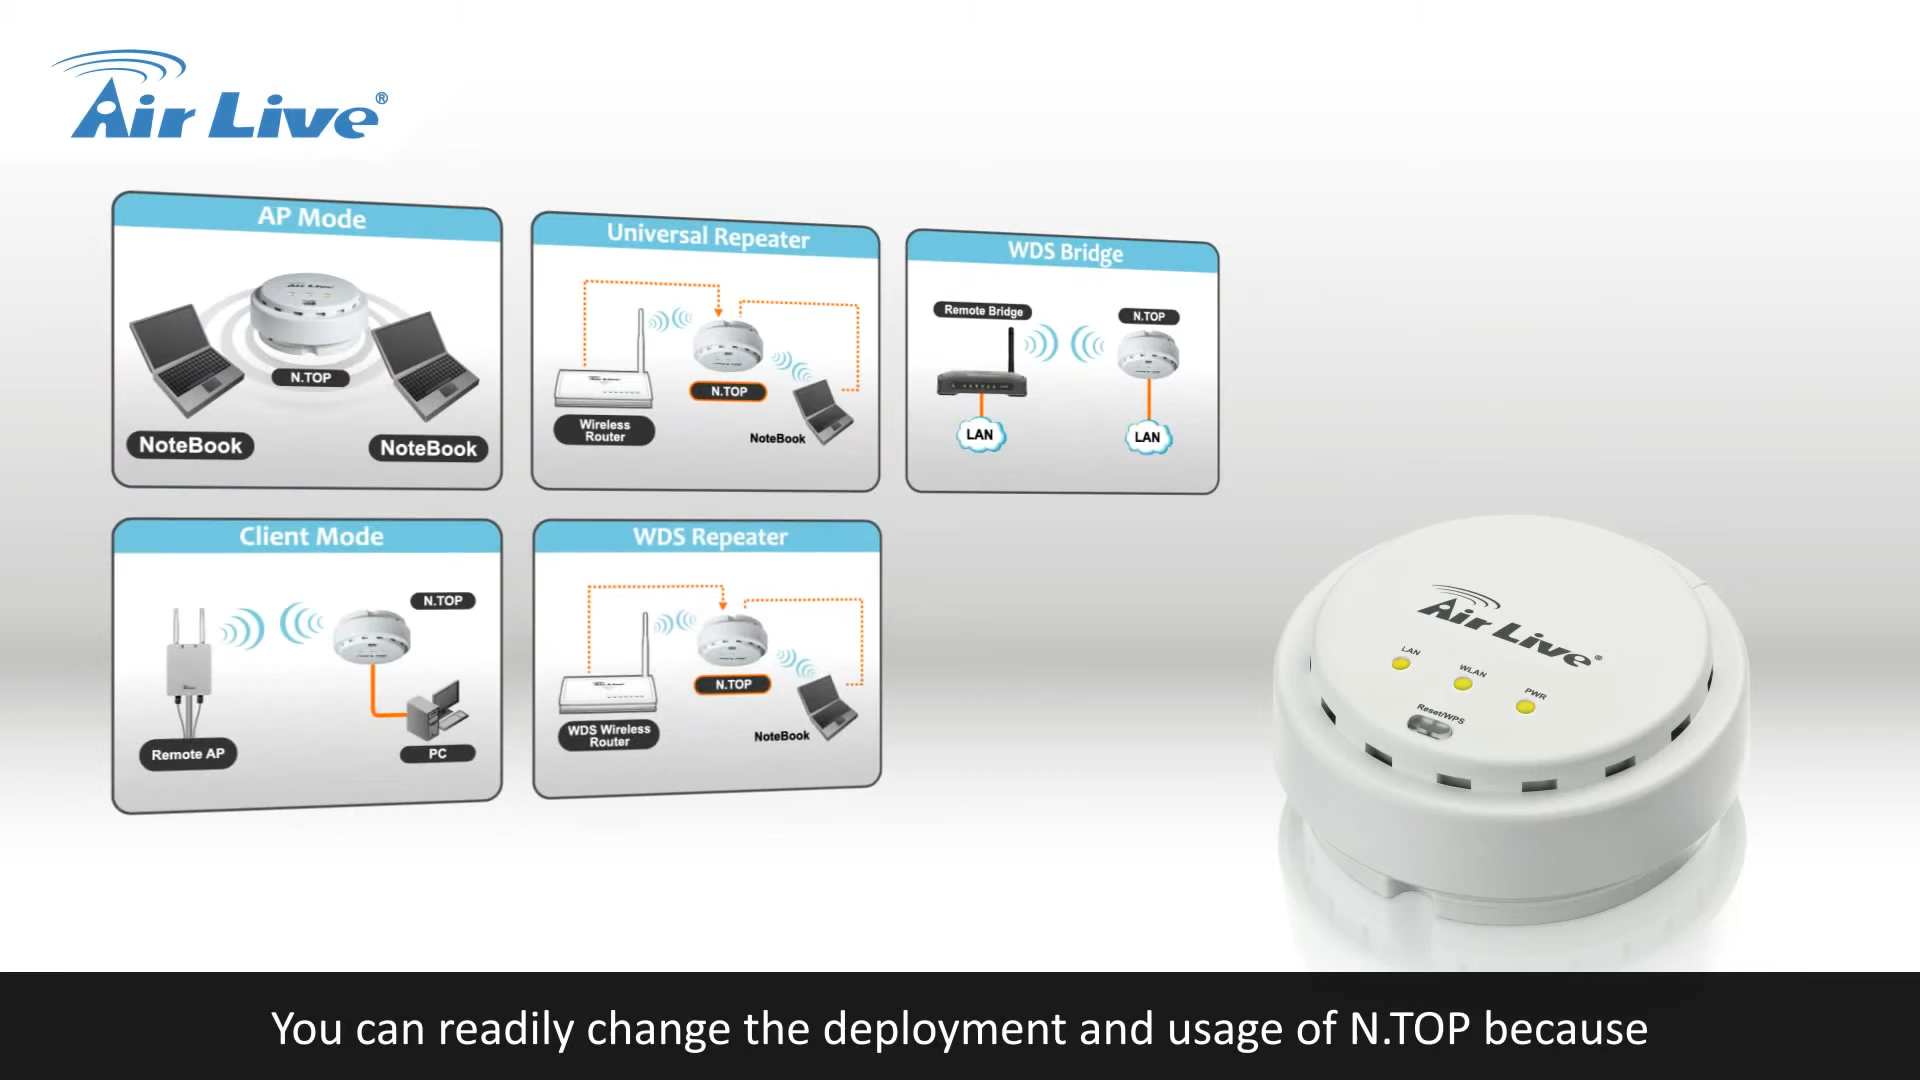 Air Live®
AP Mode
N.TOP
NoteBook
NoteBook
Universal Repeater
Air Live
N.TOP
Wireless
Router
NoteBook
WDS Bridge
Remote Bridge
N.TOP
LAN
LAN
Client Mode
N.TOP
Remote AP
PC
WDS Repeater
N.TOP
WDS Wireless
Router
NoteBook
Air Live®
LAN
WLAN
PWR
Reset/WPS
You can readily change the deployment and usage of N.TOP because